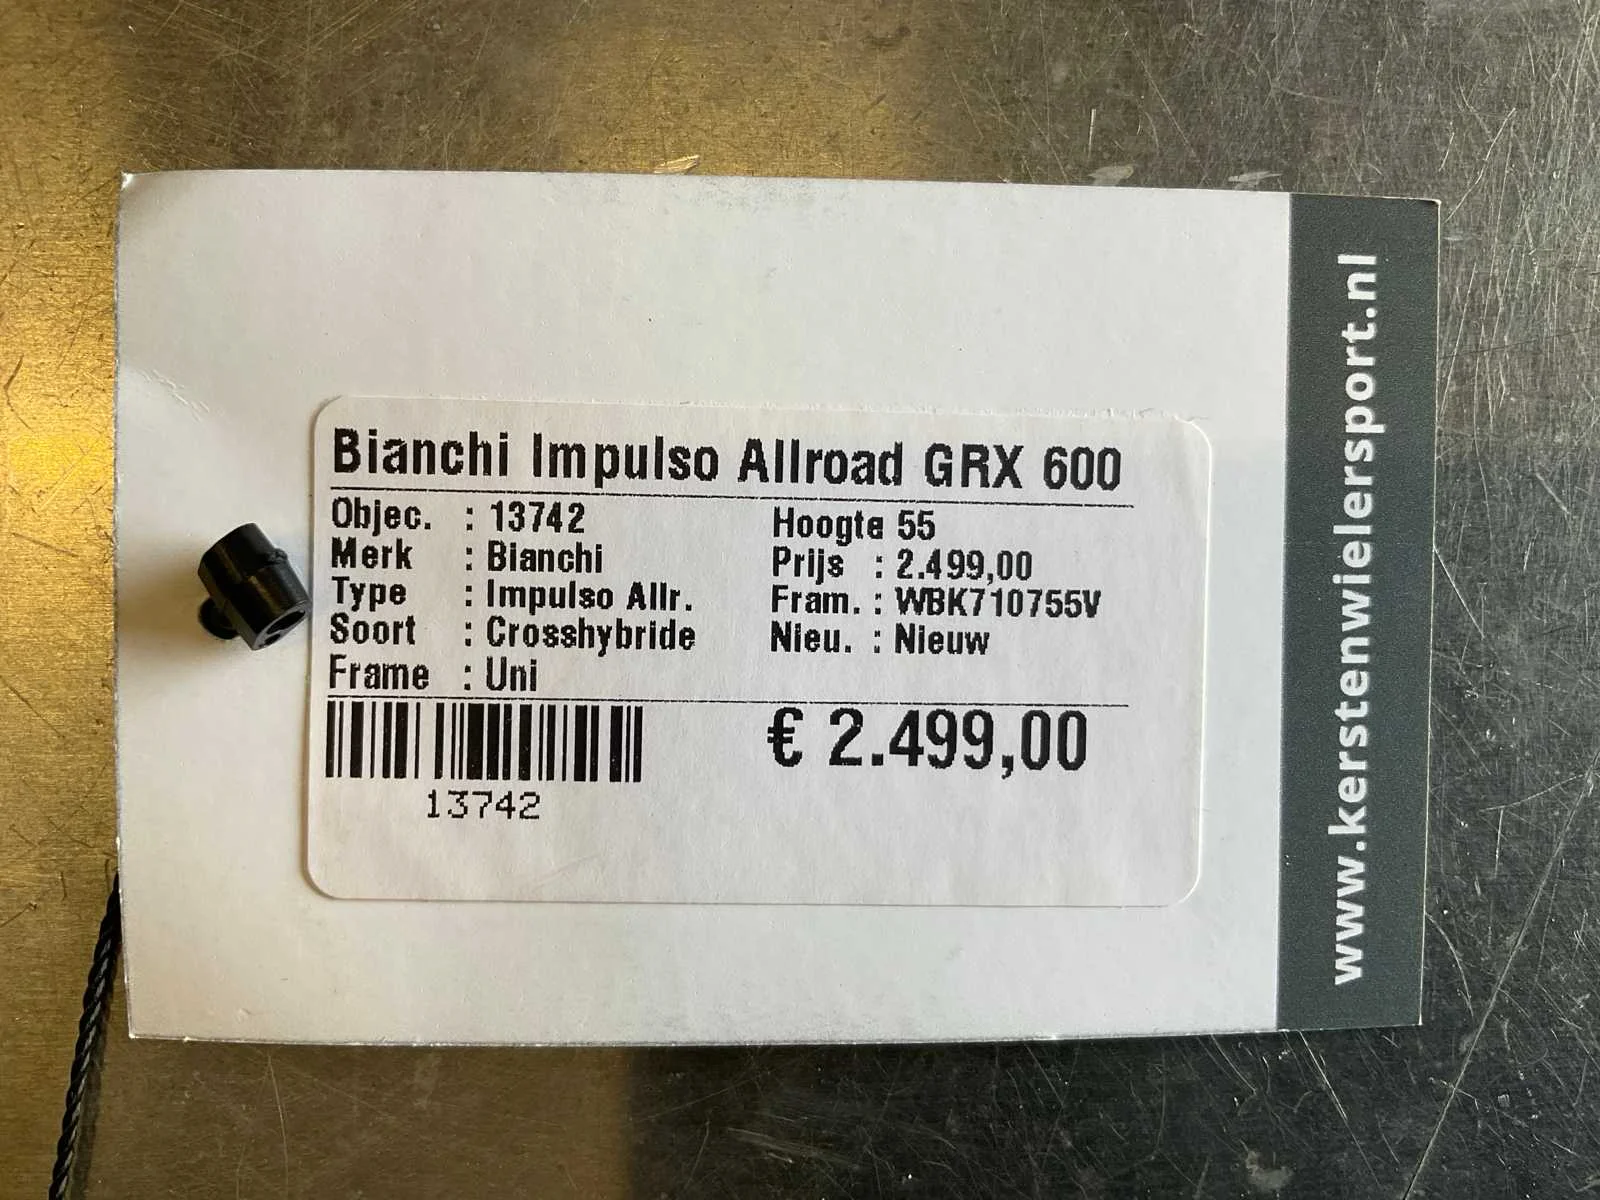 Bianchi Impulso Allroad GRX 600
Objec. : 13742
Merk : Bianchi
Type : Impulso Allr.
Soort : Crosshybride
Frame : Uni
Hoogte 55
Prijs : 2.499,00
Fram. : WBK710755V
Nieu. : Nieuw
€ 2.499,00
13742
www.kerstenwielersport.nl